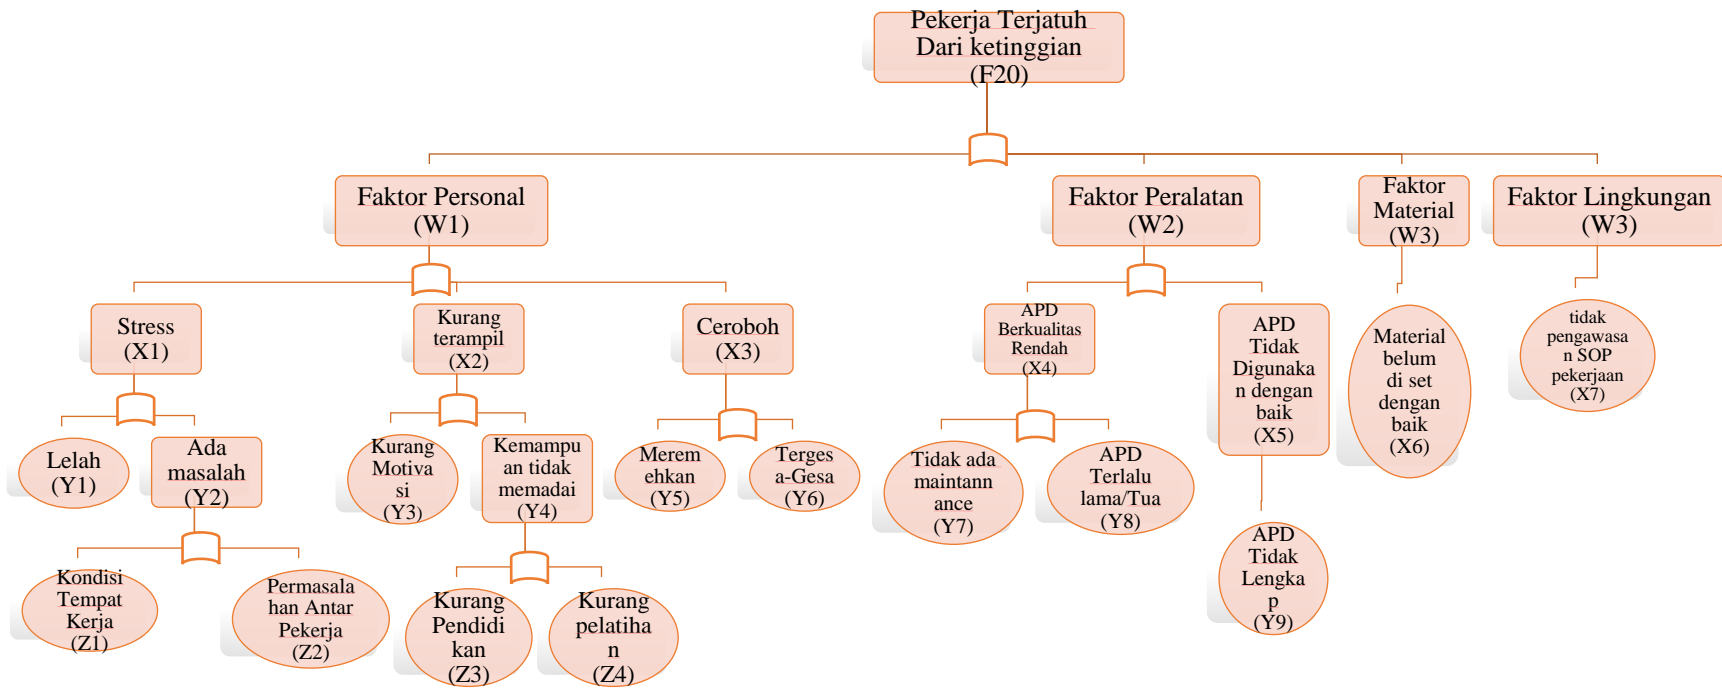 Pekerja Terjatuh
Dari ketinggian
(F20)
Faktor Personal
(W1)
Faktor Peralatan
(W2)
Faktor
Material
(W3)
Faktor Lingkungan
(W3)
Stress
(X1)
Kurang
terampil
(X2)
Ceroboh
(X3)
APD
Berkualitas
Rendah
(X4)
APD
Tidak
Digunaka
n dengan
baik
(X5)
Material
belum
di set
dengan
baik
(X6)
tidak
pengawasa
n SOP
pekerjaan
(X7)
Lelah
(Y1)
Ada
masalah
(Y2)
Kurang
Motiva
si
(Y3)
Kemampu
an tidak
memadai
(Y4)
Merem
ehkan
(Y5)
Terges
a-Gesa
(Y6)
Tidak ada
maintann
ance
(Y7)
APD
Terlalu
lama/Tua
(Y8)
APD
Tidak
Lengka
p
(Y9)
Kondisi
Tempat
Kerja
(Z1)
Permasala
han Antar
Pekerja
(Z2)
Kurang
Pendidi
kan
(Z3)
Kurang
pelatiha
n
(Z4)